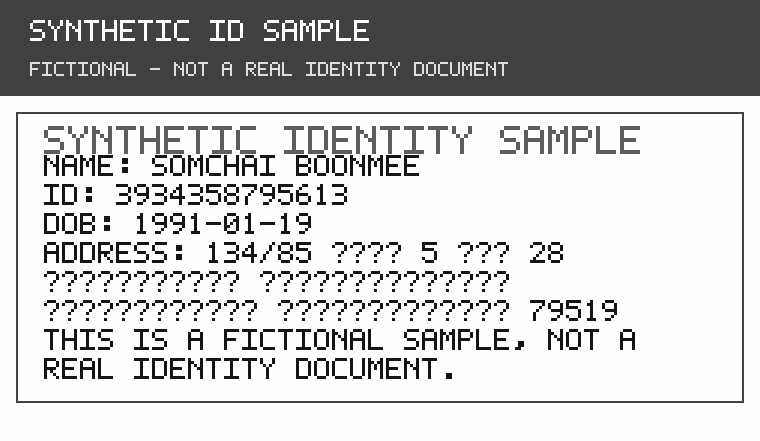 SYNTHETIC ID SAMPLE
FICTIONAL - NOT A REAL IDENTITY DOCUMENT
SYNTHETIC IDENTITY SAMPLE
NAME: SOMCHAI BOONMEE
ID: 3934358795613
DOB: 1991-01-19
ADDRESS: 134/85 ???? 5 ??? 28
??????????? ??????????????
???????????? ????????????? 79519
THIS IS A FICTIONAL SAMPLE, NOT A
REAL IDENTITY DOCUMENT.